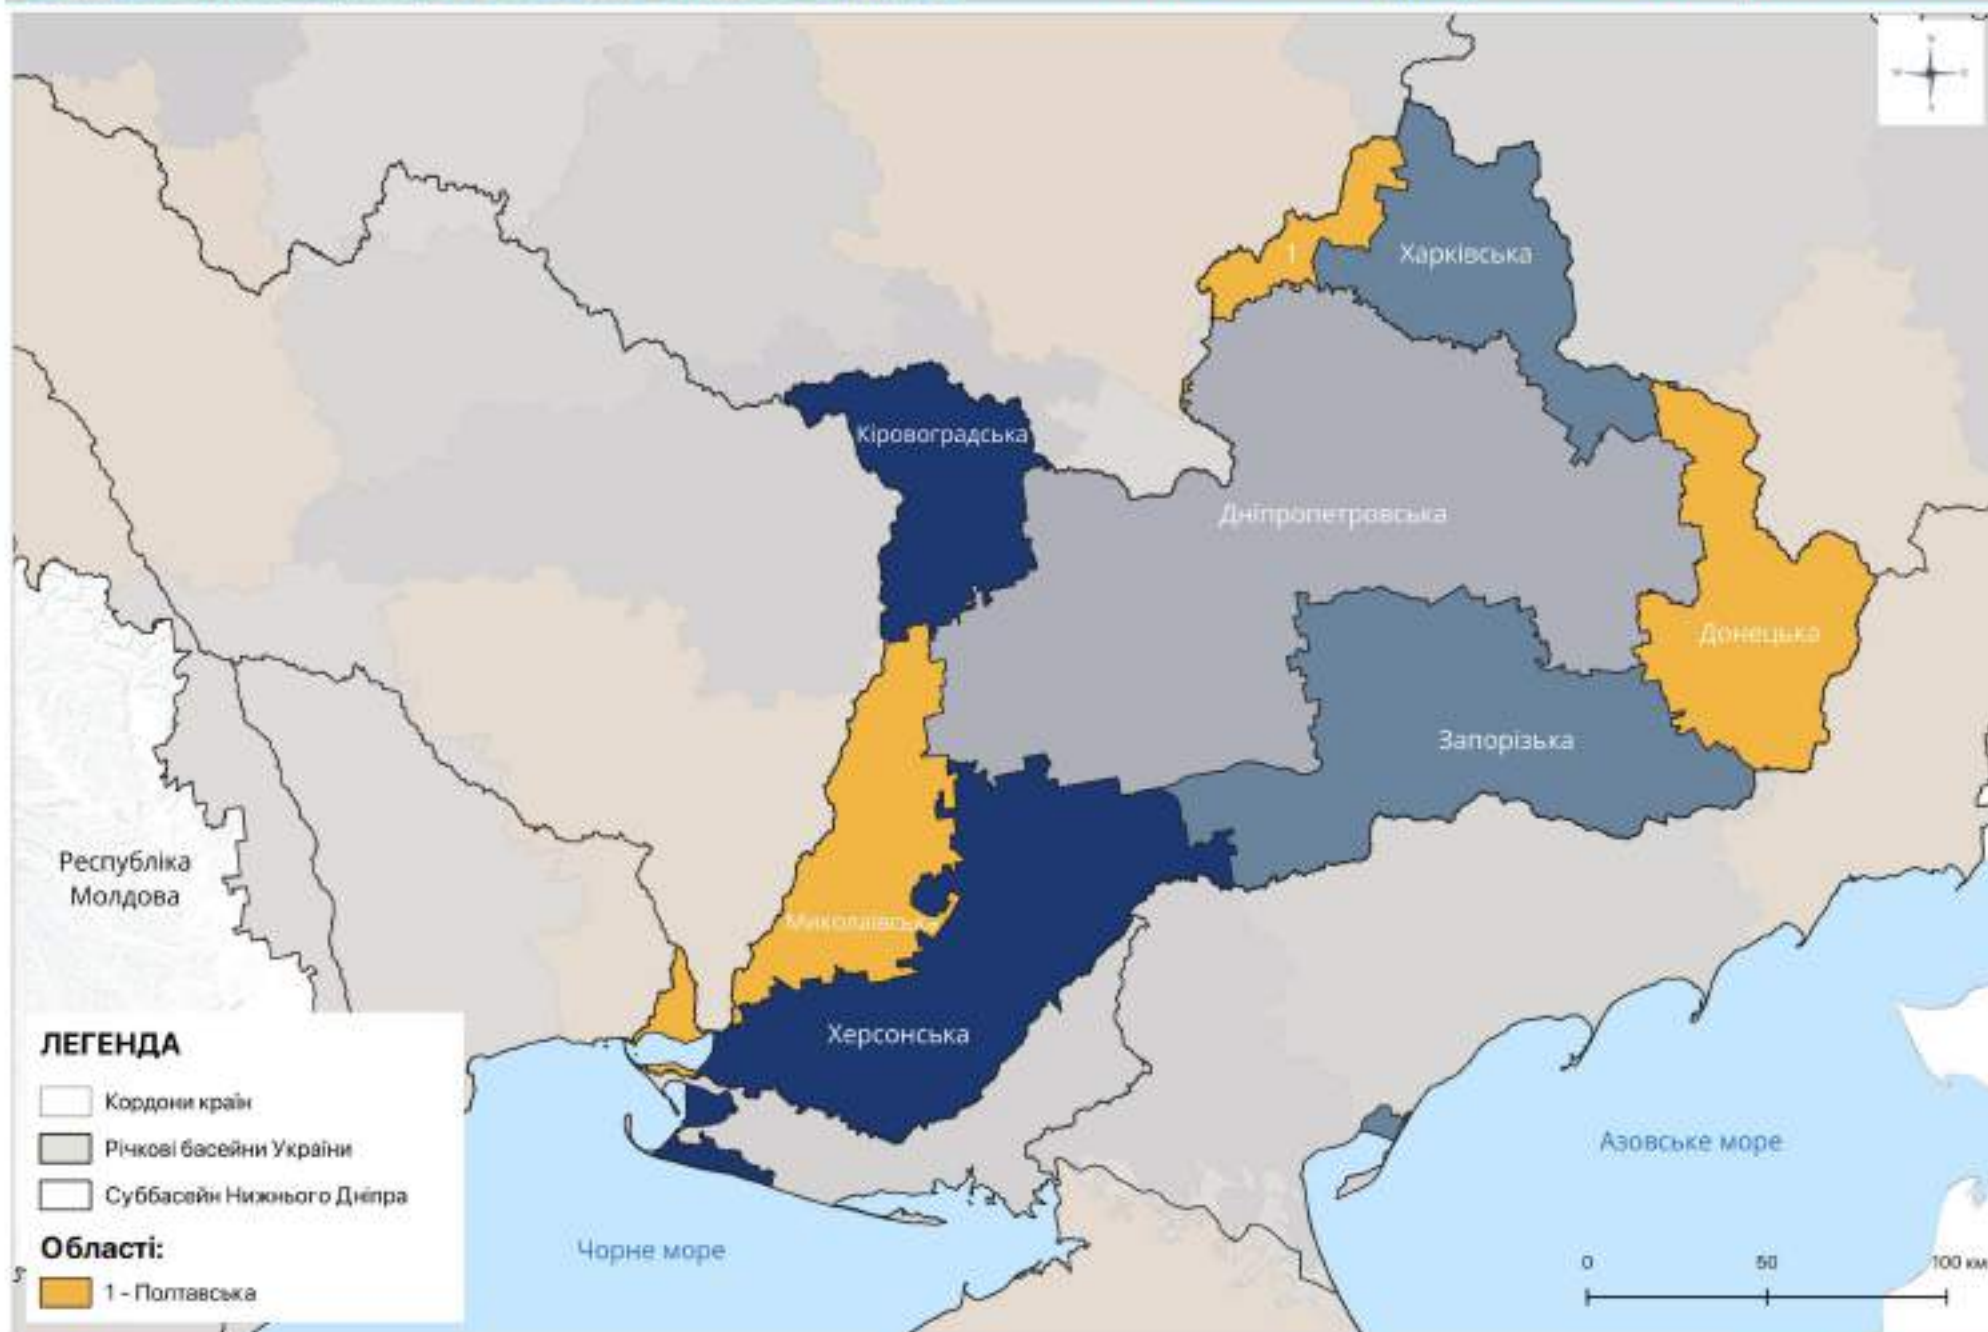 1
Харківська
Кіровоградська
Дніпропетровська
Донецька
Запорізька
Республіка
Молдова
Миколаївська
Херсонська
ЛЕГЕНДА
Кордони країн
Річкові басейни України
Суббасейн Нижнього Дніпра
Області:
1 - Полтавська
Чорне море
Азовське море
0 50 100 км